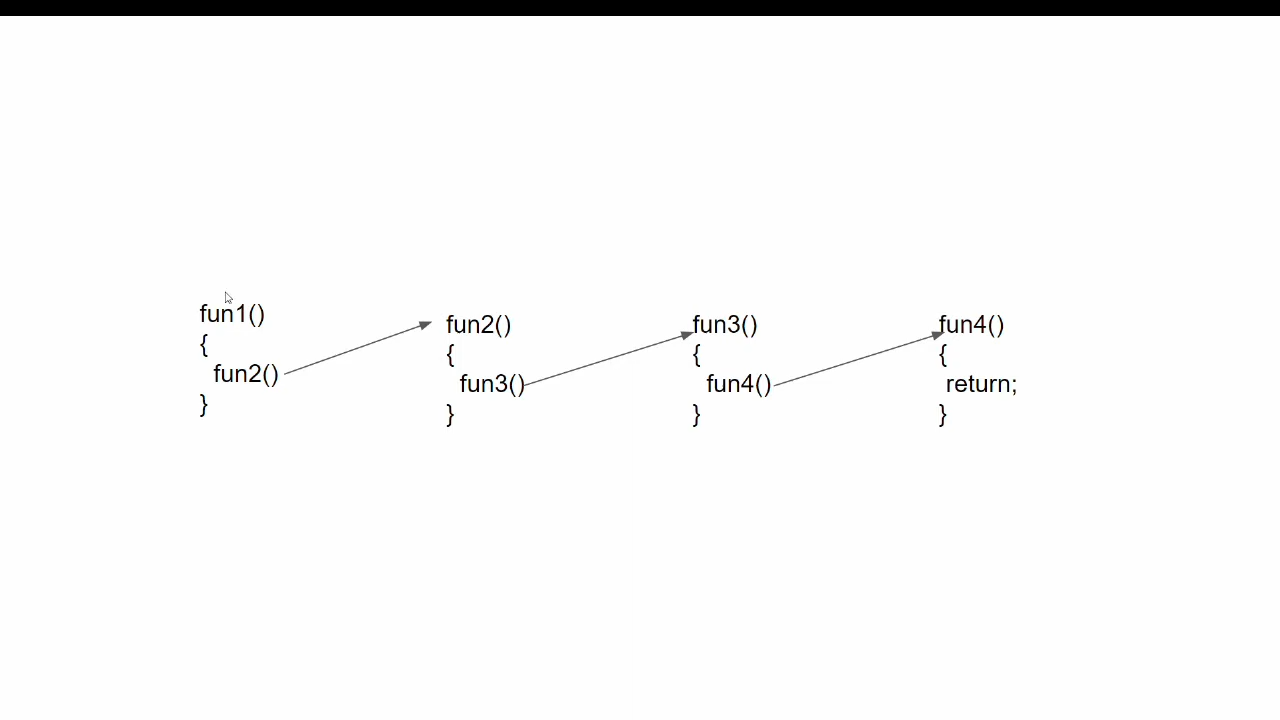 fun1()
{
fun2()
}
fun2()
{
fun3()
}
fun3()
{
fun4()
}
fun4()
{
return;
}